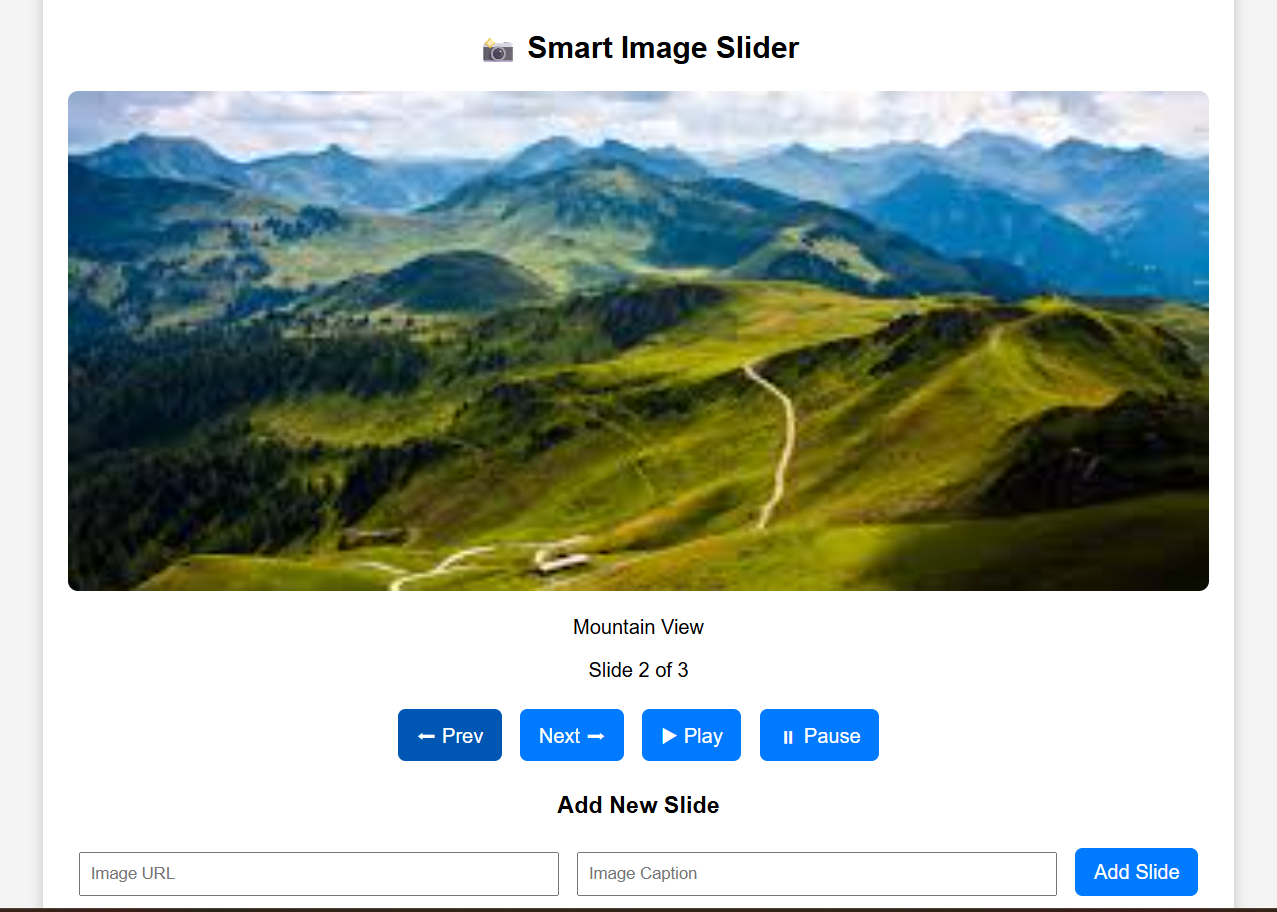 📸 Smart Image Slider
Mountain View
Slide 2 of 3
⬅ Prev
Next ➡
▶ Play
⏸ Pause
Add New Slide
Image URL
Image Caption
Add Slide